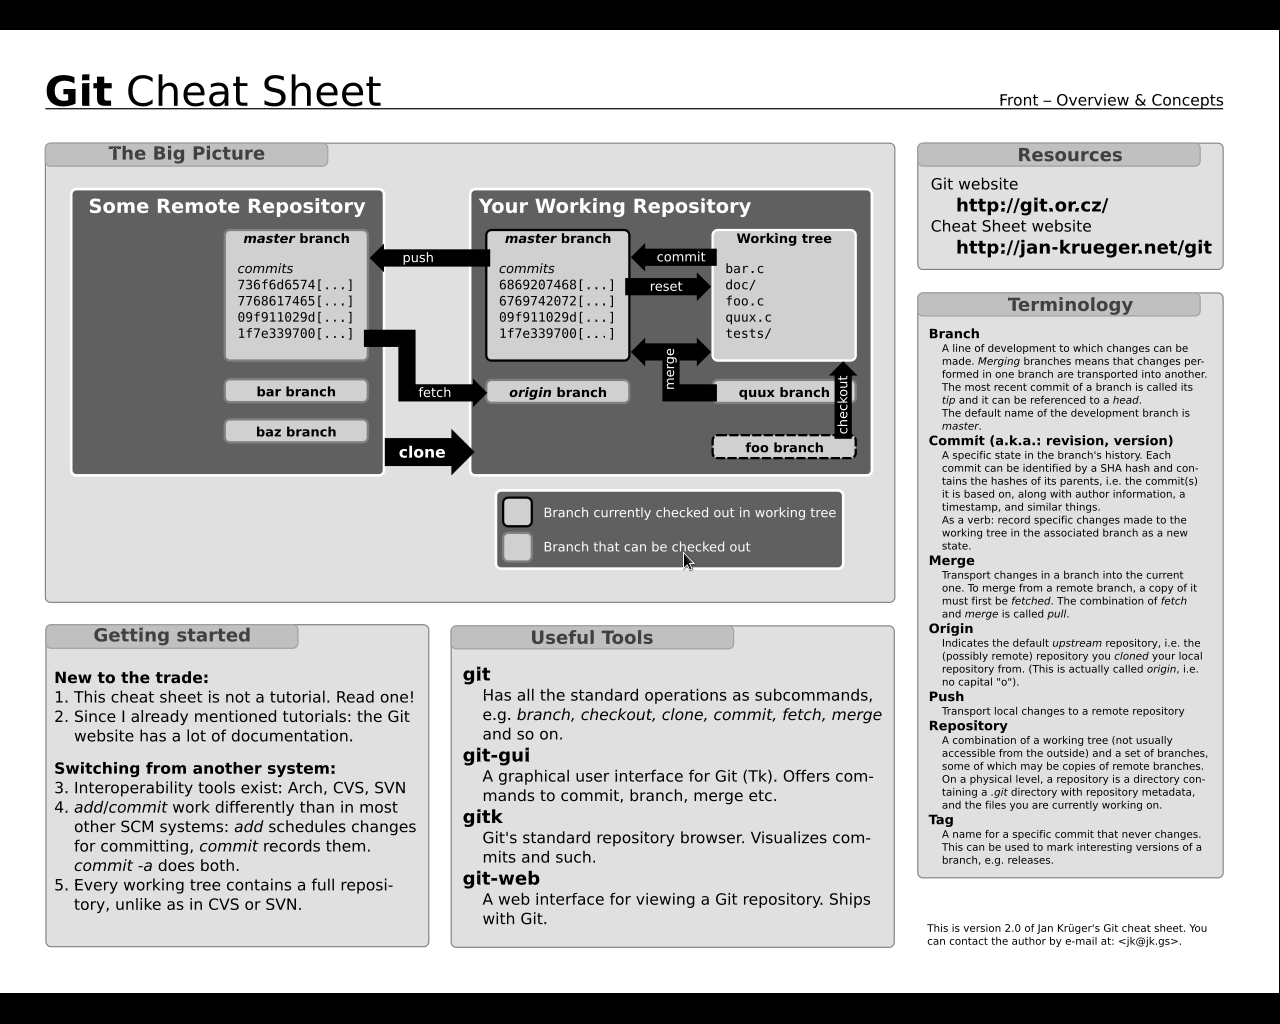 Git Cheat Sheet
Front – Overview & Concepts
The Big Picture
Some Remote Repository
master branch
commits
736f6d6574[...]
7768617465[...]
09f911029d[...]
1f7e339700[...]
bar branch
baz branch
push
fetch
clone
Your Working Repository
master branch
commits
6869207468[...]
6769742072[...]
09f911029d[...]
1f7e339700[...]
origin branch
commit
reset
merge
Working tree
bar.c
doc/
foo.c
quux.c
tests/
quux branch
checkout
foo branch
Branch currently checked out in working tree
Branch that can be checked out
Getting started
New to the trade:
1. This cheat sheet is not a tutorial. Read one!
2. Since I already mentioned tutorials: the Git
website has a lot of documentation.
Switching from another system:
3. Interoperability tools exist: Arch, CVS, SVN
4. add/commit work differently than in most
other SCM systems: add schedules changes
for committing, commit records them.
commit -a does both.
5. Every working tree contains a full reposi-
tory, unlike as in CVS or SVN.
Useful Tools
git
Has all the standard operations as subcommands,
e.g. branch, checkout, clone, commit, fetch, merge
and so on.
git-gui
A graphical user interface for Git (Tk). Offers com-
mands to commit, branch, merge etc.
gitk
Git's standard repository browser. Visualizes com-
mits and such.
git-web
A web interface for viewing a Git repository. Ships
with Git.
Resources
Git website
http://git.or.cz/
Cheat Sheet website
http://jan-krueger.net/git
Terminology
Branch
A line of development to which changes can be
made. Merging branches means that changes per-
formed in one branch are transported into another.
The most recent commit of a branch is called its
tip and it can be referenced to a head.
The default name of the development branch is
master.
Commit (a.k.a.: revision, version)
A specific state in the branch's history. Each
commit can be identified by a SHA hash and con-
tains the hashes of its parents, i.e. the commit(s)
it is based on, along with author information, a
timestamp, and similar things.
As a verb: record specific changes made to the
working tree in the associated branch as a new
state.
Merge
Transport changes in a branch into the current
one. To merge from a remote branch, a copy of it
must first be fetched. The combination of fetch
and merge is called pull.
Origin
Indicates the default upstream repository, i.e. the
(possibly remote) repository you cloned your local
repository from. (This is actually called origin, i.e.
no capital "o").
Push
Transport local changes to a remote repository
Repository
A combination of a working tree (not usually
accessible from the outside) and a set of branches,
some of which may be copies of remote branches.
On a physical level, a repository is a directory con-
taining a .git directory with repository metadata,
and the files you are currently working on.
Tag
A name for a specific commit that never changes.
This can be used to mark interesting versions of a
branch, e.g. releases.
This is version 2.0 of Jan Krüger's Git cheat sheet. You
can contact the author by e-mail at: <jk@jk.gs>.